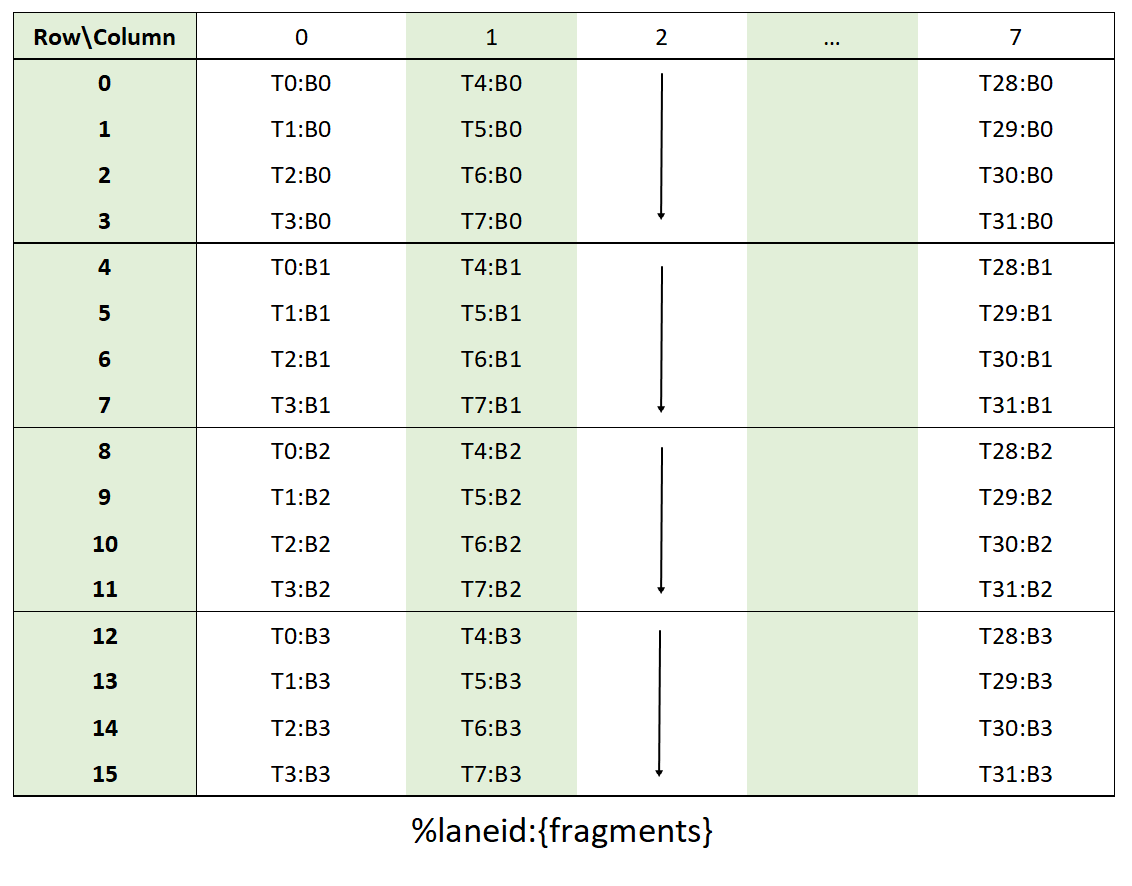 Row\Column 0 1 2 ... 7
0 T0:B0 T4:B0 T28:B0
1 T1:B0 T5:B0 T29:B0
2 T2:B0 T6:B0 T30:B0
3 T3:B0 T7:B0 T31:B0
4 T0:B1 T4:B1 T28:B1
5 T1:B1 T5:B1 T29:B1
6 T2:B1 T6:B1 T30:B1
7 T3:B1 T7:B1 T31:B1
8 T0:B2 T4:B2 T28:B2
9 T1:B2 T5:B2 T29:B2
10 T2:B2 T6:B2 T30:B2
11 T3:B2 T7:B2 T31:B2
12 T0:B3 T4:B3 T28:B3
13 T1:B3 T5:B3 T29:B3
14 T2:B3 T6:B3 T30:B3
15 T3:B3 T7:B3 T31:B3
%laneid:{fragments}